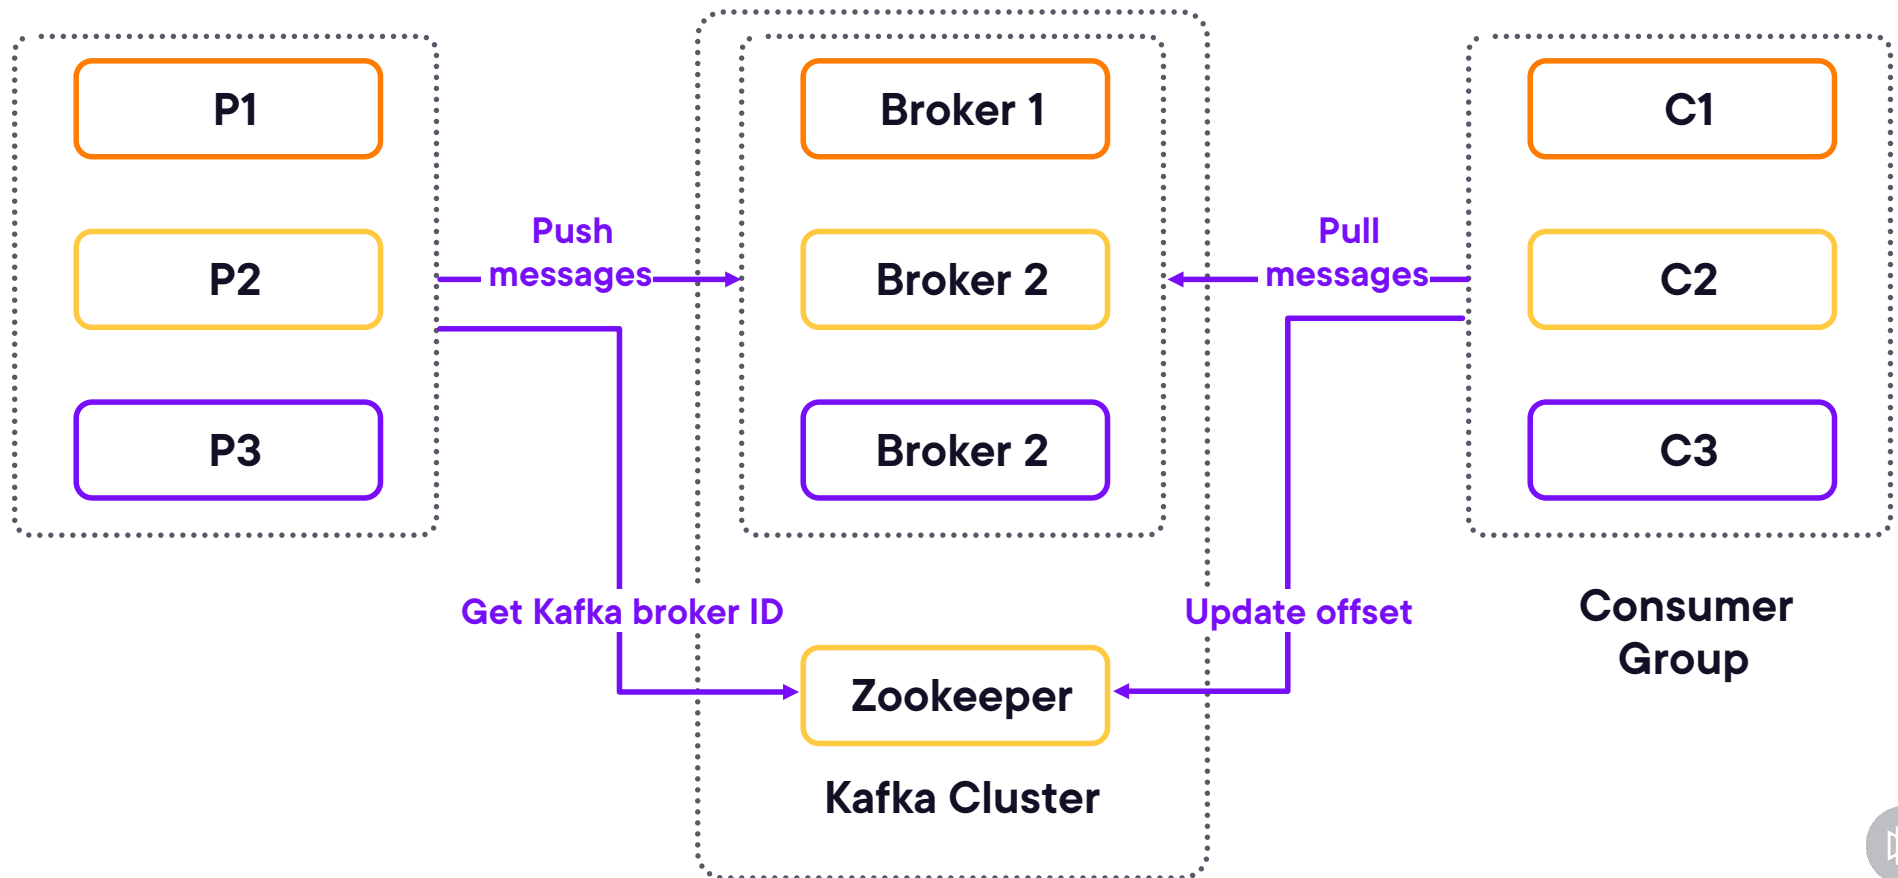 P1
Broker 1
C1
Push
messages
Pull
messages
P2
Broker 2
C2
P3
Broker 2
C3
Get Kafka broker ID
Update offset
Consumer
Group
Zookeeper
Kafka Cluster